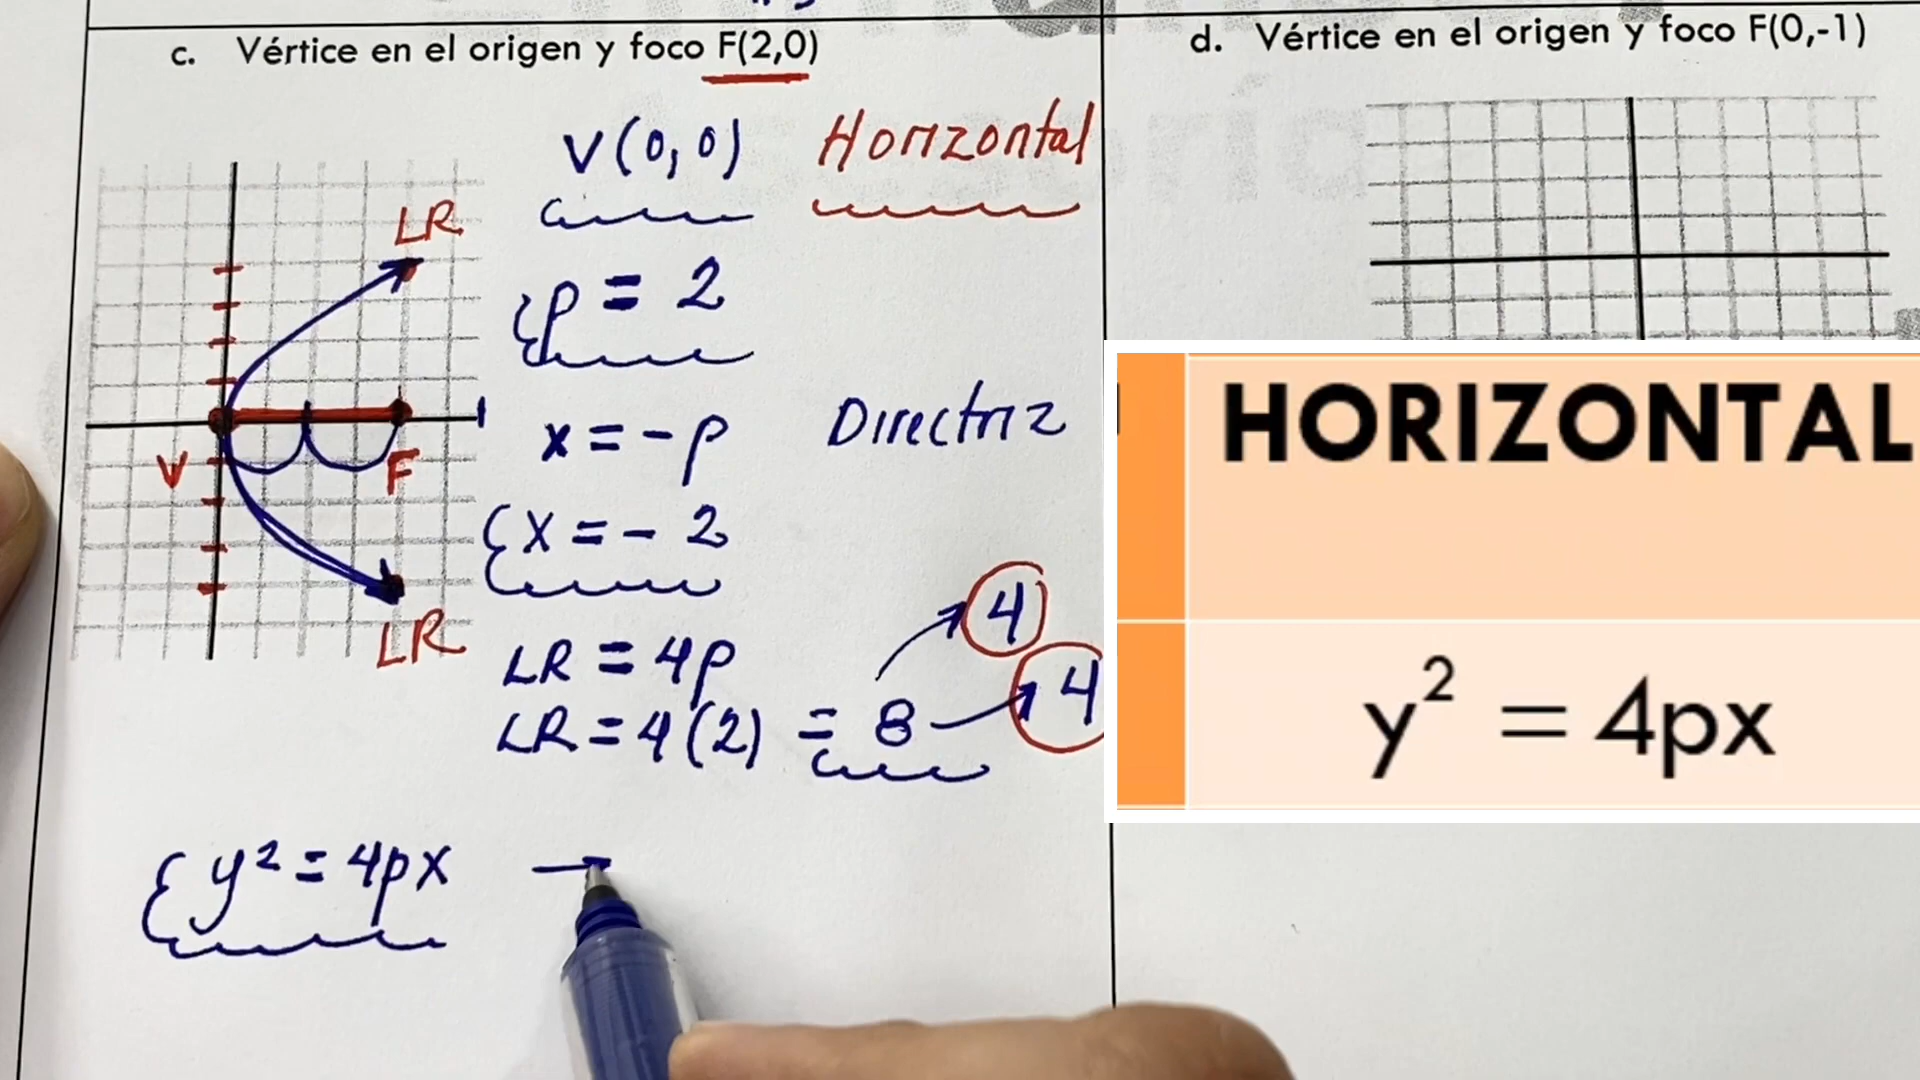 c. Vértice en el origen y foco F(2,0)
V(0,0) Horizontal
LR
p = 2
x = -p Directriz
V F
x = - 2
LR
LR = 4p
4
LR = 4(2) = 8
4
y² = 4px →
d. Vértice en el origen y foco F(0,-1)
HORIZONTAL
y² = 4px